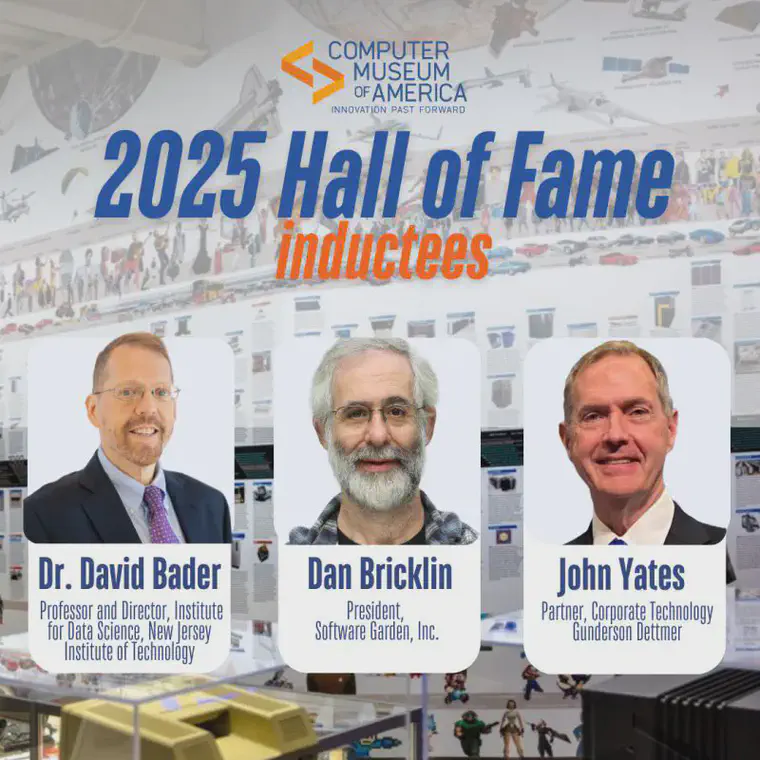 COMPUTER
MUSEUM
OF AMERICA
INNOVATION PAST FORWARD
2025 Hall of Fame
inductees
Dr. David Bader
Professor and Director, Institute
for Data Science, New Jersey
Institute of Technology
Dan Bricklin
President,
Software Garden, Inc.
John Yates
Partner, Corporate Technology
Gunderson Dettmer